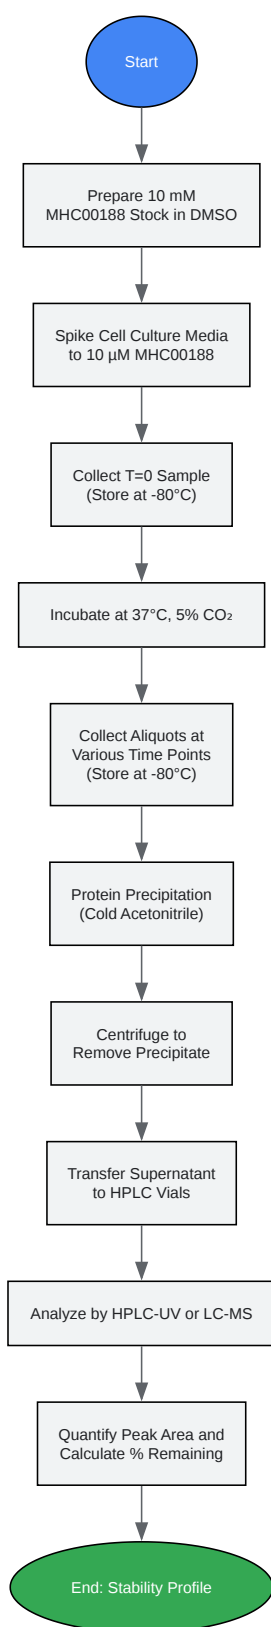 Start
Prepare 10 mM
MHC00188 Stock in DMSO
Spike Cell Culture Media
to 10 µM MHC00188
Collect T=0 Sample
(Store at -80°C)
Incubate at 37°C, 5% CO₂
Collect Aliquots at
Various Time Points
(Store at -80°C)
Protein Precipitation
(Cold Acetonitrile)
Centrifuge to
Remove Precipitate
Transfer Supernatant
to HPLC Vials
Analyze by HPLC-UV or LC-MS
Quantify Peak Area and
Calculate % Remaining
End: Stability Profile